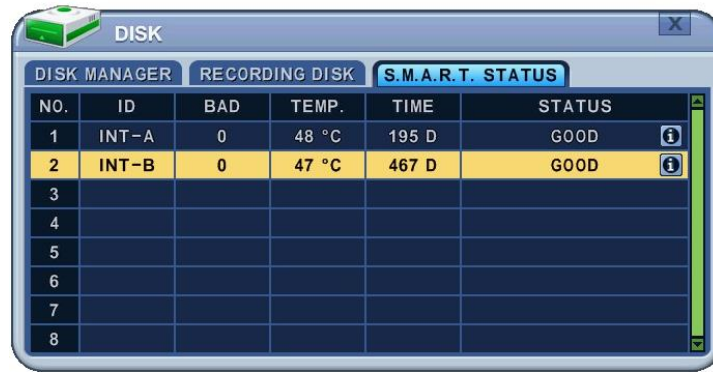 DISK
X
DISK MANAGER RECORDING DISK S.M.A.R.T. STATUS
NO. ID BAD TEMP. TIME STATUS
1 INT-A 0 48 °C 195 D GOOD i
2 INT-B 0 47 °C 467 D GOOD i
3
4
5
6
7
8